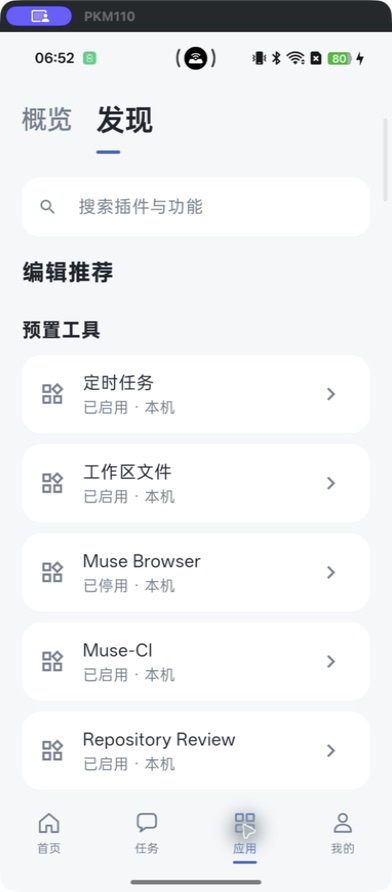 PKM110
06:52
80
概览 发现
搜索插件与功能
编辑推荐
预置工具
定时任务
已启用 · 本机
工作区文件
已启用 · 本机
Muse Browser
已停用 · 本机
Muse-CI
已启用 · 本机
Repository Review
已启用 · 本机
首页 任务 应用 我的